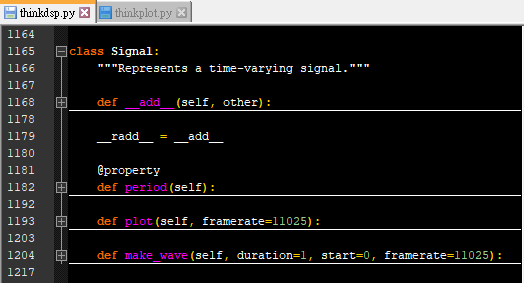 thinkdsp.py thinkplot.py
1164
1165 class Signal:
1166 """Represents a time-varying signal."""
1167
1168 def __add__(self, other):
1178
1179 __radd__ = __add__
1180
1181 @property
1182 def period(self):
1192
1193 def plot(self, framerate=11025):
1203
1204 def make_wave(self, duration=1, start=0, framerate=11025):
1217